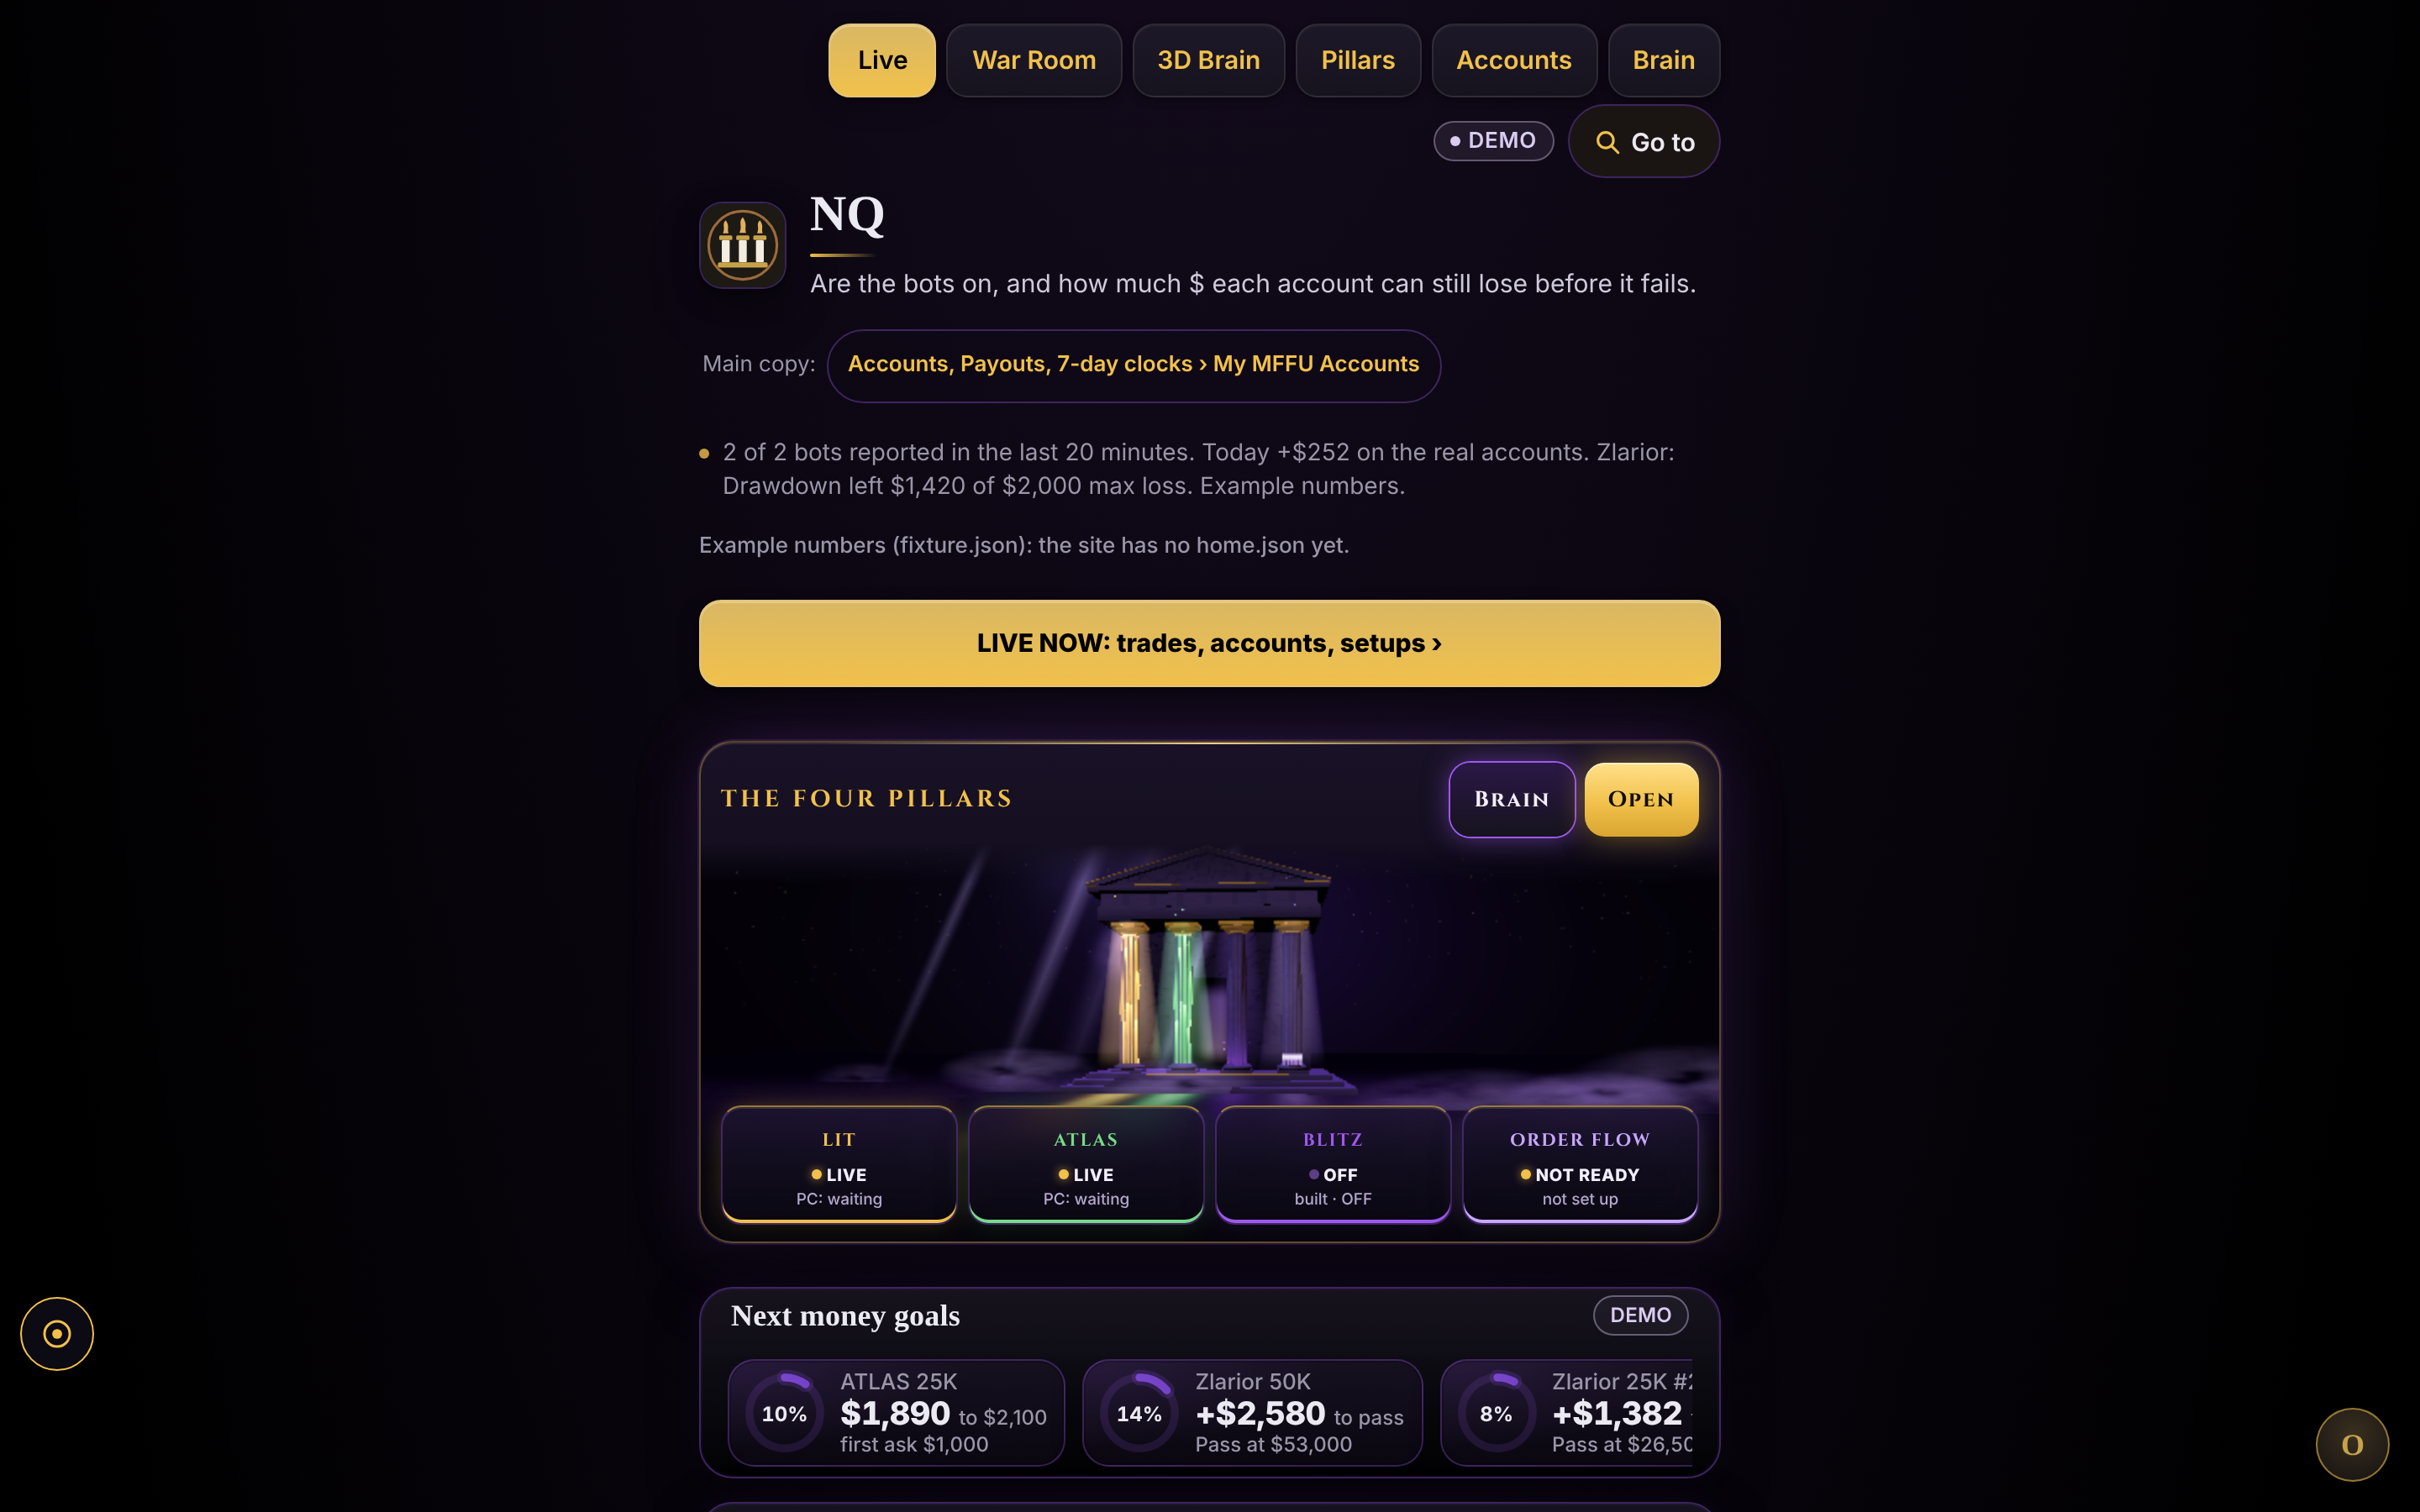 Live
War Room
3D Brain
Pillars
Accounts
Brain
DEMO
Go to
NQ
Are the bots on, and how much $ each account can still lose before it fails.
Main copy: Accounts, Payouts, 7-day clocks › My MFFU Accounts
2 of 2 bots reported in the last 20 minutes. Today +$252 on the real accounts. Zlarior:
Drawdown left $1,420 of $2,000 max loss. Example numbers.
Example numbers (fixture.json): the site has no home.json yet.
LIVE NOW: trades, accounts, setups ›
THE FOUR PILLARS
BRAIN
OPEN
LIT
LIVE
PC: waiting
ATLAS
LIVE
PC: waiting
BLITZ
OFF
built · OFF
ORDER FLOW
NOT READY
not set up
Next money goals
DEMO
10%
ATLAS 25K
$1,890 to $2,100
first ask $1,000
14%
Zlarior 50K
+$2,580 to pass
Pass at $53,000
8%
Zlarior 25K
+$1,382
Pass at
O